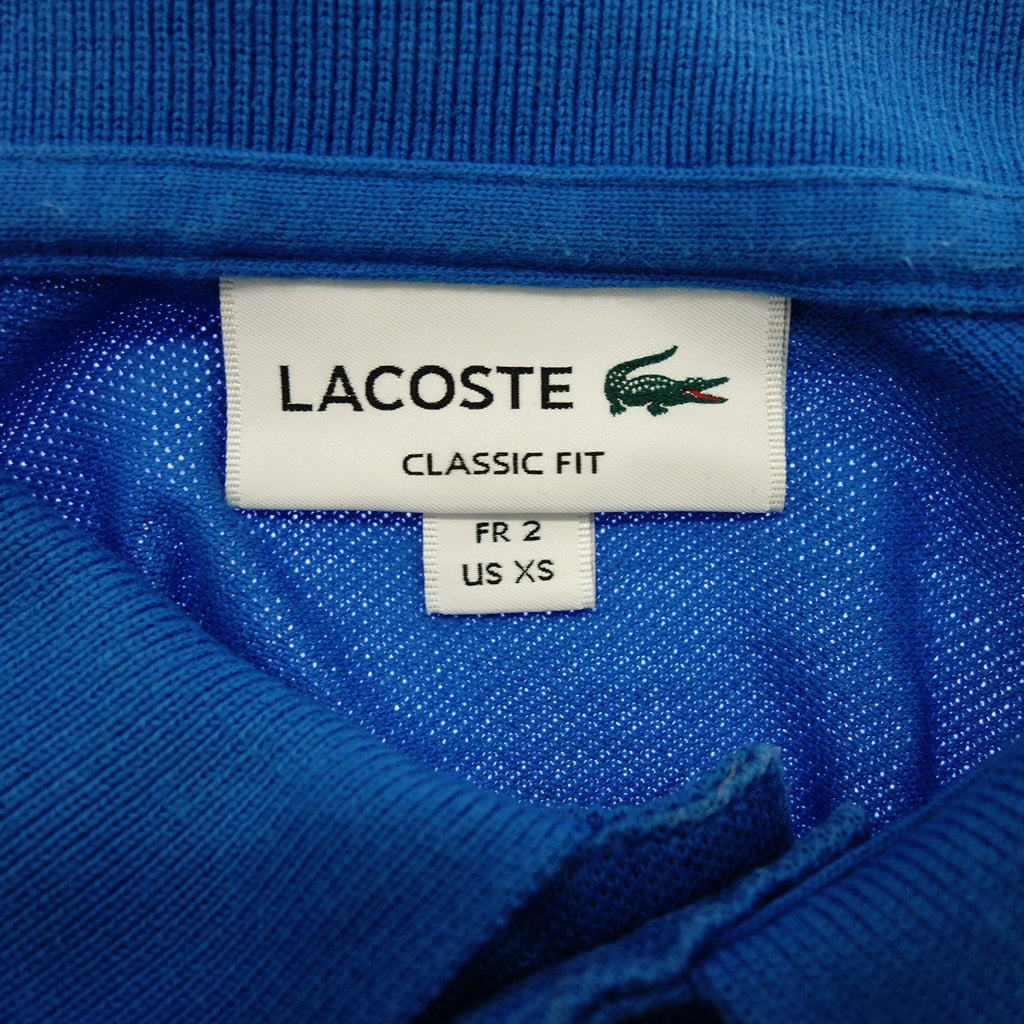 LACOSTE
CLASSIC FIT
FR 2
US XS